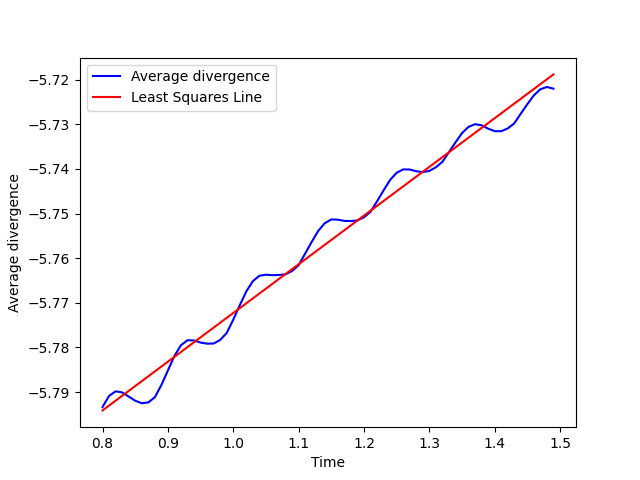 Average divergence
Least Squares Line
Average divergence
−5.72
−5.73
−5.74
−5.75
−5.76
−5.77
−5.78
−5.79
0.8 0.9 1.0 1.1 1.2 1.3 1.4 1.5
Time